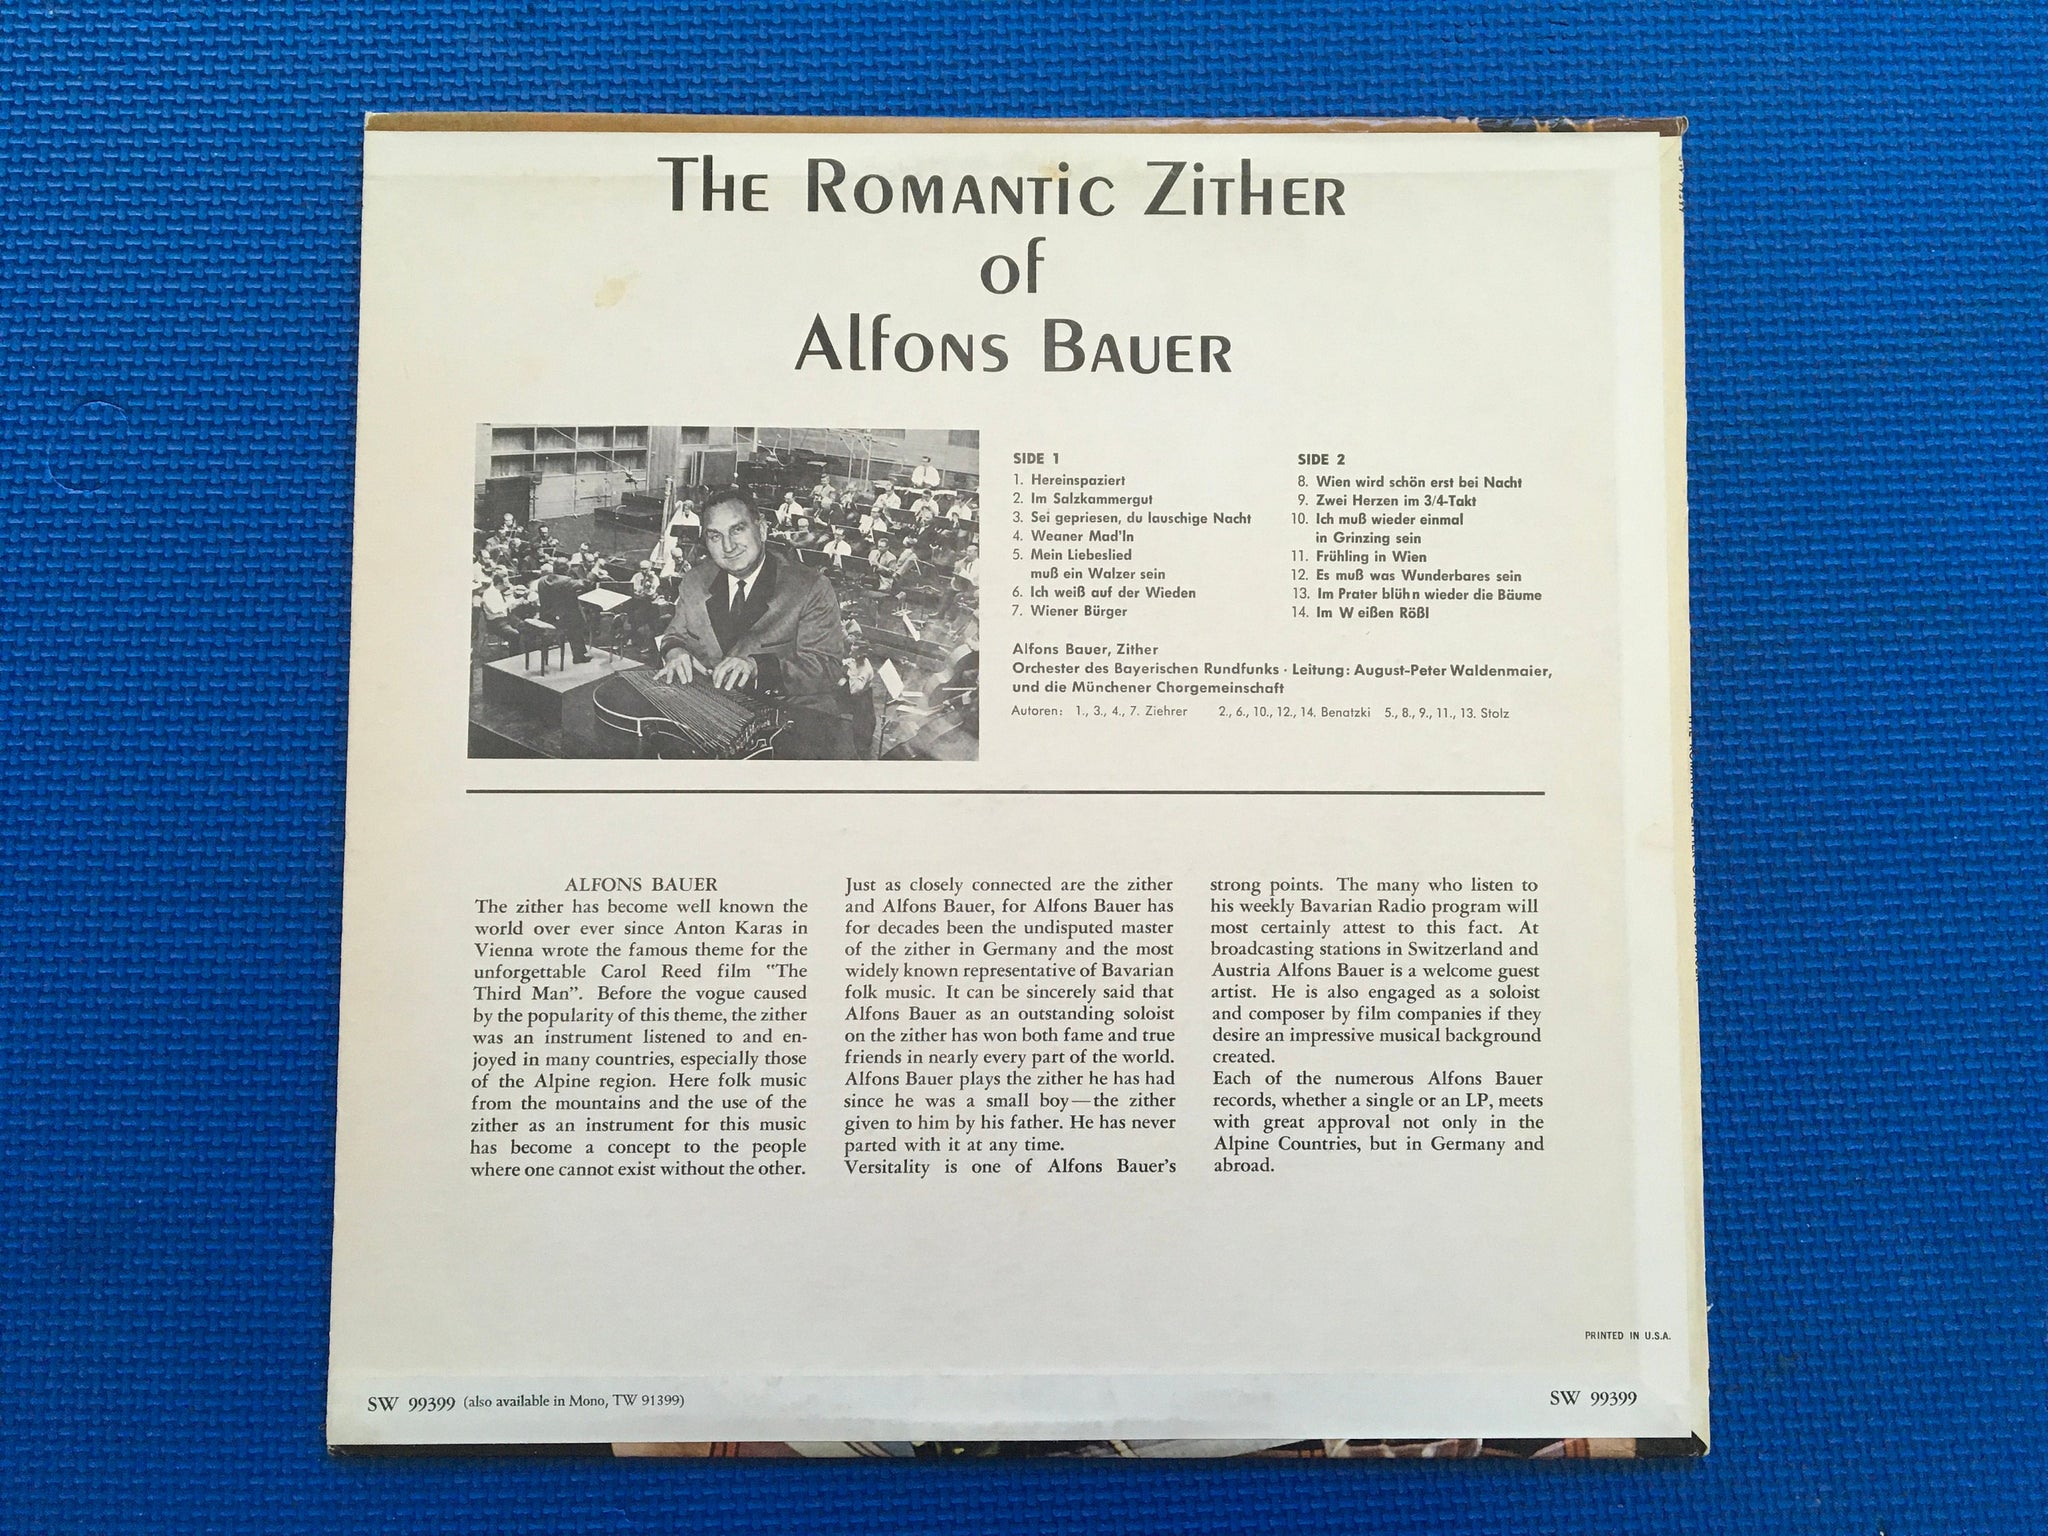 The Romantic Zither
of
Alfons Bauer
SIDE 1
1. Hereinspaziert
2. Im Salzkammergut
3. Sei gepriesen, du lauschige Nacht
4. Weaner Mad'ln
5. Mein Liebeslied
muß ein Walzer sein
6. Ich weiß auf der Wieden
7. Wiener Bürger
SIDE 2
8. Wien wird schön erst bei Nacht
9. Zwei Herzen im 3/4-Takt
10. Ich muß wieder einmal
in Grinzing sein
11. Frühling in Wien
12. Es muß was Wunderbares sein
13. Im Prater blühn wieder die Bäume
14. Im Weißen Rößl
Alfons Bauer, Zither
Orchester des Bayerischen Rundfunks · Leitung: August-Peter Waldenmaier,
und die Münchener Chorgemeinschaft
Autoren: 1., 3., 4., 7. Ziehrer 2., 6., 10., 12., 14. Benatzki 5., 8., 9., 11., 13. Stolz
ALFONS BAUER
The zither has become well known the
world over ever since Anton Karas in
Vienna wrote the famous theme for the
unforgettable Carol Reed film "The
Third Man". Before the vogue caused
by the popularity of this theme, the zither
was an instrument listened to and en-
joyed in many countries, especially those
of the Alpine region. Here folk music
from the mountains and the use of the
zither as an instrument for this music
has become a concept to the people
where one cannot exist without the other.
Just as closely connected are the zither
and Alfons Bauer, for Alfons Bauer has
for decades been the undisputed master
of the zither in Germany and the most
widely known representative of Bavarian
folk music. It can be sincerely said that
Alfons Bauer as an outstanding soloist
on the zither has won both fame and true
friends in nearly every part of the world.
Alfons Bauer plays the zither he has had
since he was a small boy—the zither
given to him by his father. He has never
parted with it at any time.
Versitality is one of Alfons Bauer's
strong points. The many who listen to
his weekly Bavarian Radio program will
most certainly attest to this fact. At
broadcasting stations in Switzerland and
Austria Alfons Bauer is a welcome guest
artist. He is also engaged as a soloist
and composer by film companies if they
desire an impressive musical background
created.
Each of the numerous Alfons Bauer
records, whether a single or an LP, meets
with great approval not only in the
Alpine Countries, but in Germany and
abroad.
PRINTED IN U.S.A.
SW 99399 (also available in Mono, TW 91399)
SW 99399